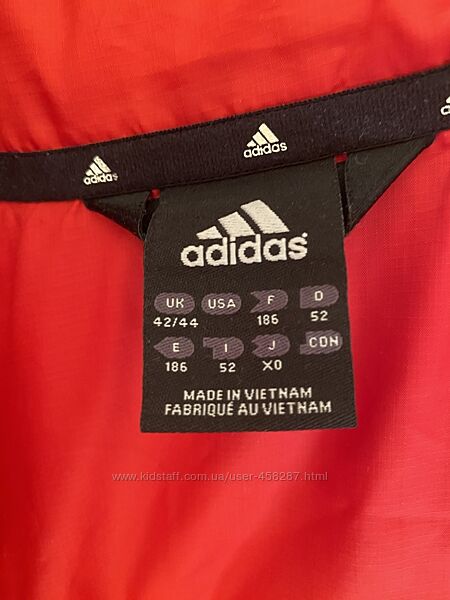 adidas
adidas
adidas
UK USA F D
42/44 186 52
E I J CDN
186 52 XO
MADE IN VIETNAM
FABRIQUÉ AU VIETNAM
www.kidstaff.com.ua/user-458287.html